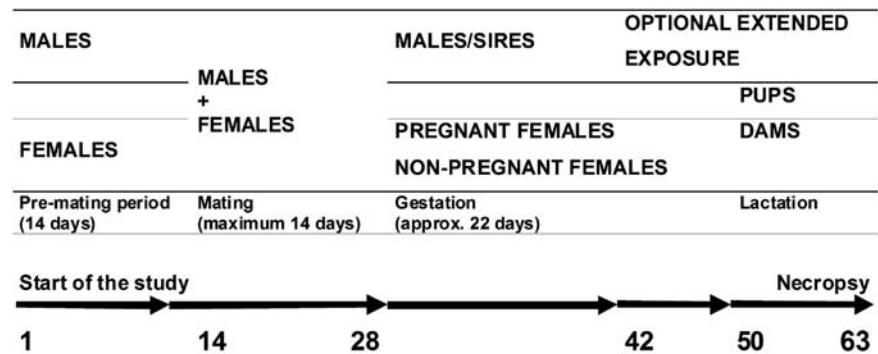 MALES
MALES
+
FEMALES
MALES/SIRES
OPTIONAL EXTENDED
EXPOSURE
PUPS
FEMALES
PREGNANT FEMALES
NON-PREGNANT FEMALES
DAMS
Pre-mating period
(14 days)
Mating
(maximum 14 days)
Gestation
(approx. 22 days)
Lactation
Start of the study
Necropsy
1 14 28 42 50 63